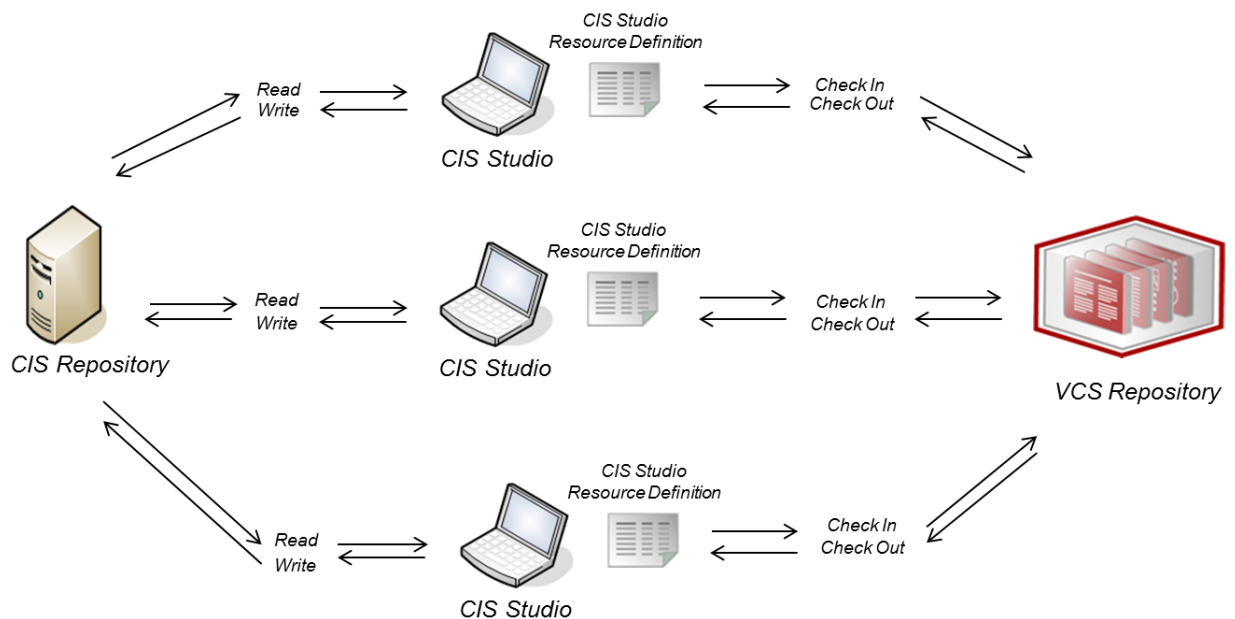 CIS Studio
Resource Definition
Read
Write
Check In
Check Out
CIS Studio
CIS Studio
Resource Definition
Read
Write
Check In
Check Out
CIS Repository
CIS Studio
VCS Repository
CIS Studio
Resource Definition
Read
Write
Check In
Check Out
CIS Studio